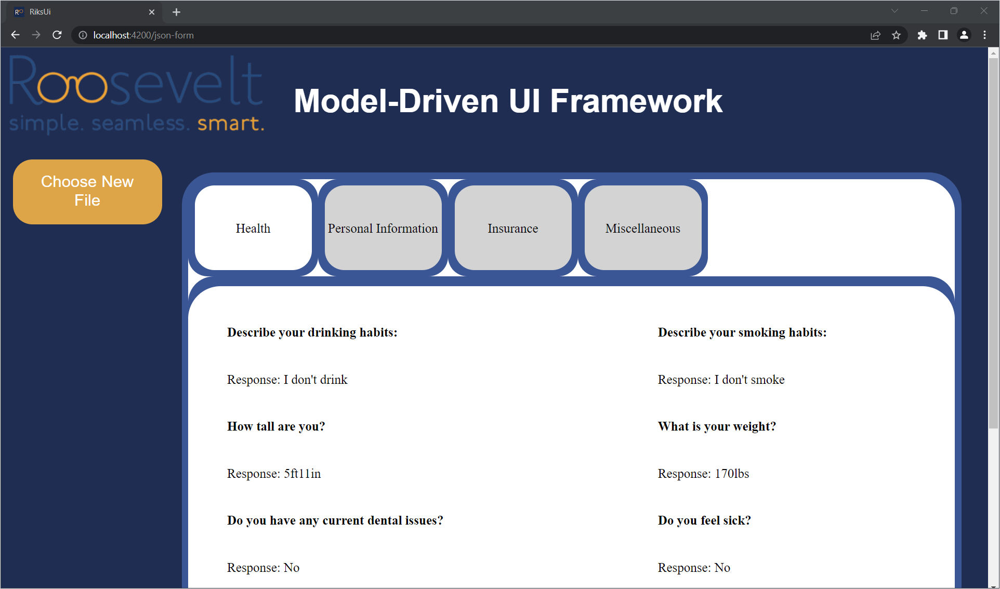 RiksUi
localhost:4200/json-form
Roosevelt
simple. seamless. smart.
Model-Driven UI Framework
Choose New
File
Health
Personal Information
Insurance
Miscellaneous
Describe your drinking habits:
Describe your smoking habits:
Response: I don't drink
Response: I don't smoke
How tall are you?
What is your weight?
Response: 5ft11in
Response: 170lbs
Do you have any current dental issues?
Do you feel sick?
Response: No
Response: No